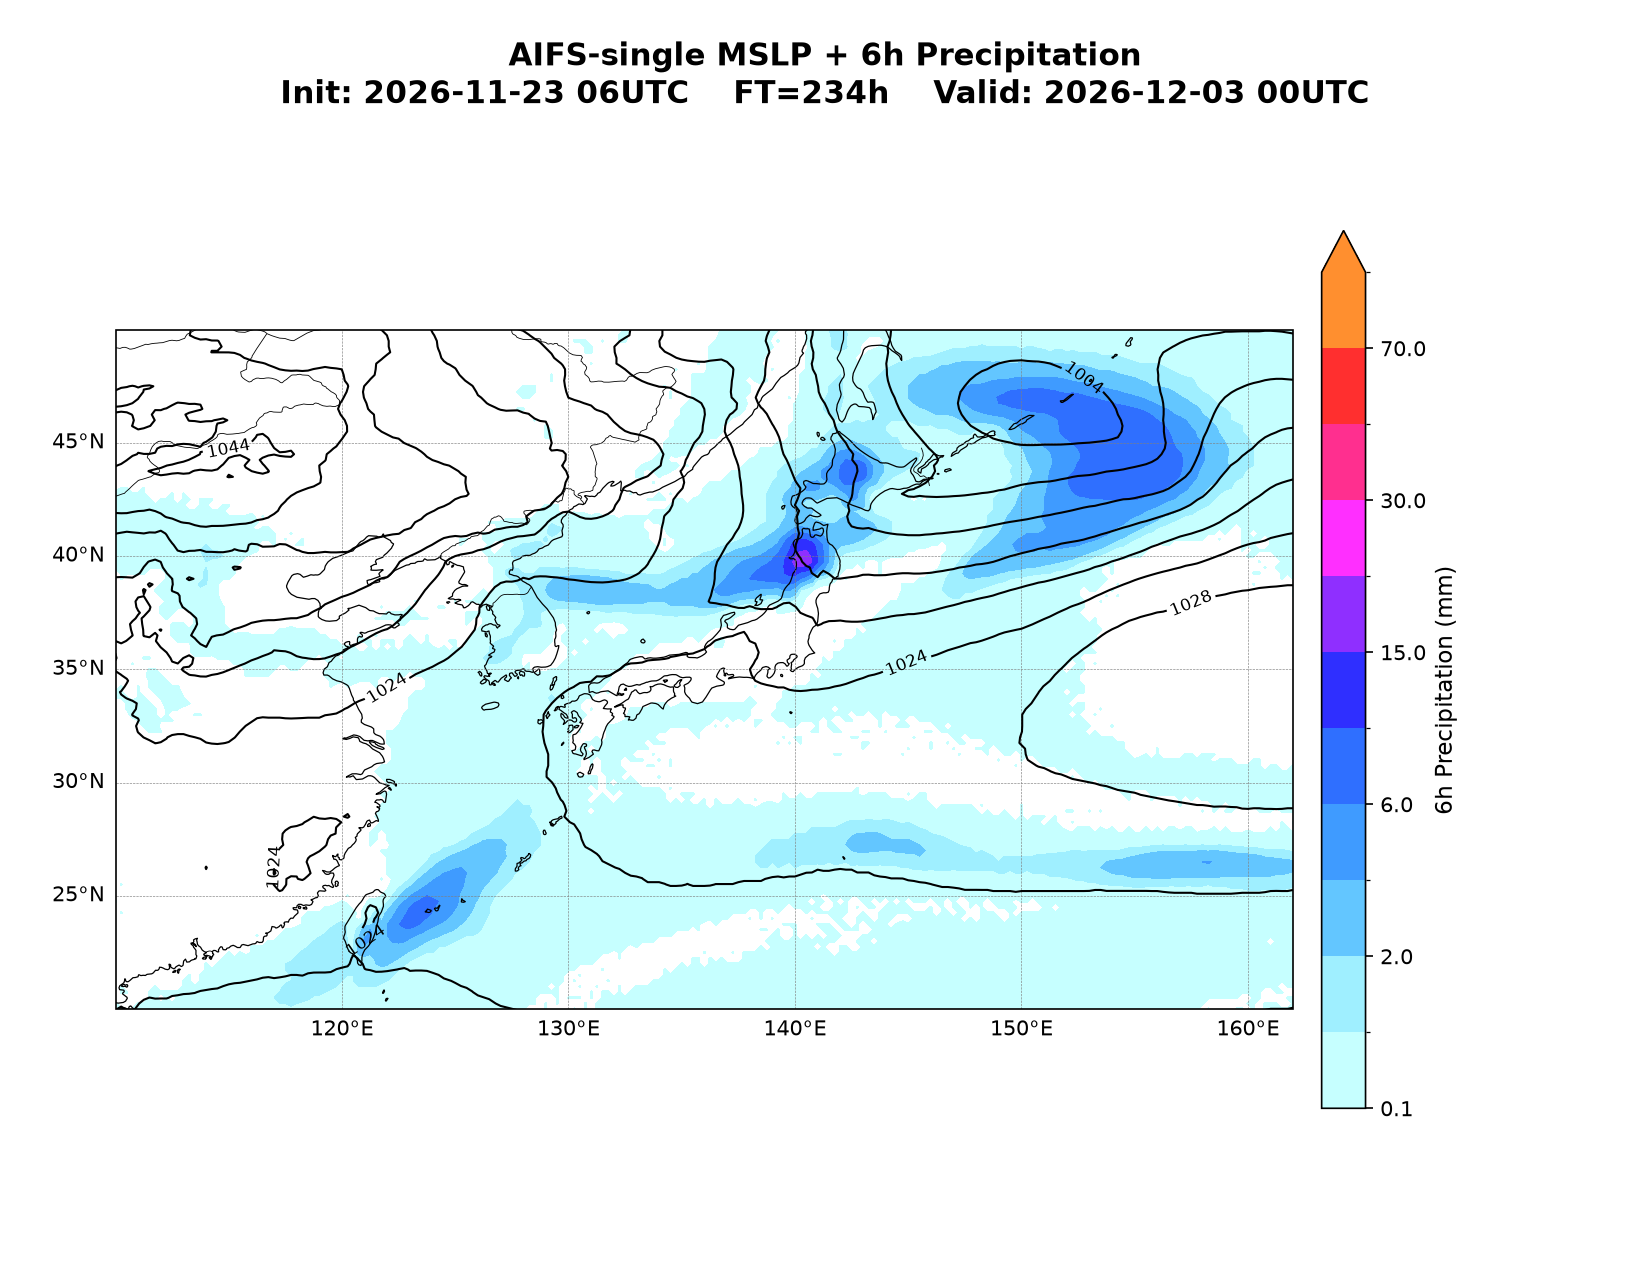 AIFS-single MSLP + 6h Precipitation
Init: 2026-11-23 06UTC    FT=234h    Valid: 2026-12-03 00UTC
1004
1044
1028
1024
1024
1024
1024
45°N
40°N
35°N
30°N
25°N
120°E
130°E
140°E
150°E
160°E
70.0
30.0
15.0
6.0
2.0
0.1
6h Precipitation (mm)